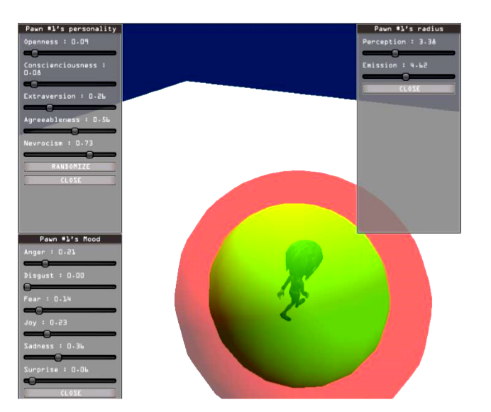 Pawn #1's personality
Openness : 0.09
Conscianciousness :
0.08
Extraversion : 0.26
Agreeableness : 0.56
Nevrocism : 0.73
RANDOMIZE
CLOSE
Pawn #1's Mood
Anger : 0.21
Disgust : 0.00
Fear : 0.14
Joy : 0.23
Sadness : 0.36
Surprise : 0.06
CLOSE
Pawn #1's radius
Perception : 3.38
Emission : 4.62
CLOSE